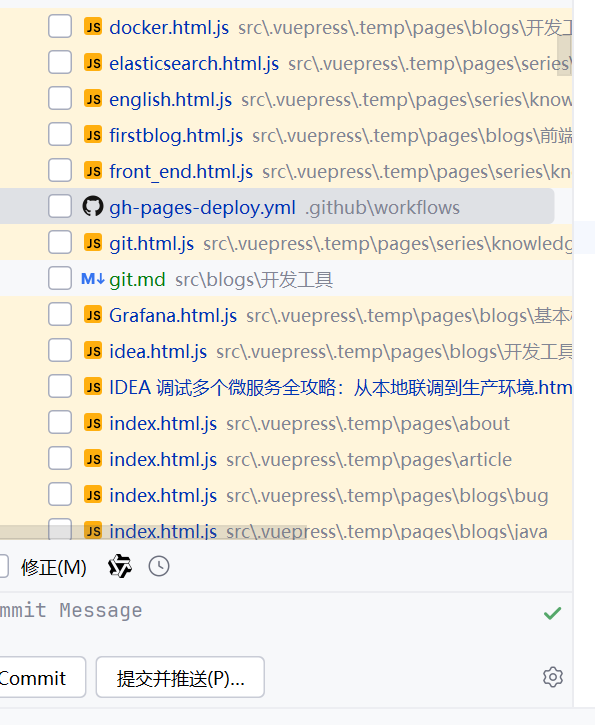 JS docker.html.js src\.vuepress\.temp\pages\blogs\开发工
JS elasticsearch.html.js src\.vuepress\.temp\pages\series\
JS english.html.js src\.vuepress\.temp\pages\series\know
JS firstblog.html.js src\.vuepress\.temp\pages\blogs\前端
JS front_end.html.js src\.vuepress\.temp\pages\series\kn
gh-pages-deploy.yml .github\workflows
JS git.html.js src\.vuepress\.temp\pages\series\knowledg
M↓ git.md src\blogs\开发工具
JS Grafana.html.js src\.vuepress\.temp\pages\blogs\基本
JS idea.html.js src\.vuepress\.temp\pages\blogs\开发工具
JS IDEA 调试多个微服务全攻略：从本地联调到生产环境.htm
JS index.html.js src\.vuepress\.temp\pages\about
JS index.html.js src\.vuepress\.temp\pages\article
JS index.html.js src\.vuepress\.temp\pages\blogs\bug
JS index.html.js src\.vuepress\.temp\pages\blogs\java
修正(M)
mmit Message
Commit 提交并推送(P)...